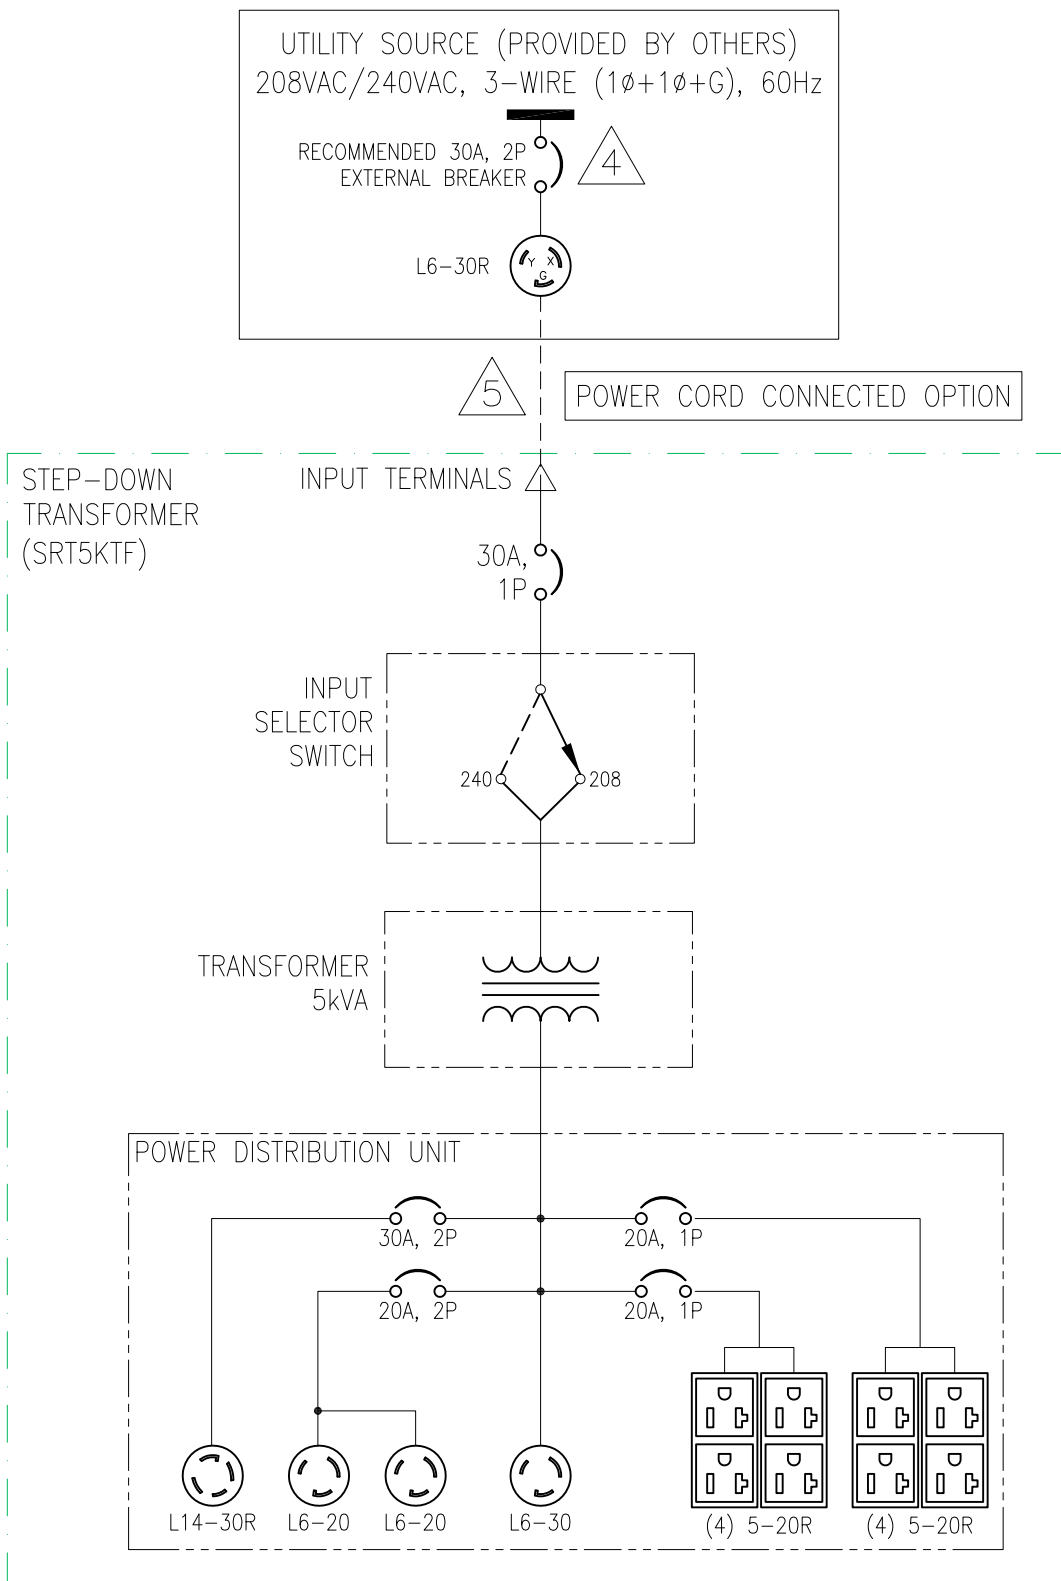 UTILITY SOURCE (PROVIDED BY OTHERS)
208VAC/240VAC, 3-WIRE (1ø+1ø+G), 60Hz
RECOMMENDED 30A, 2P
EXTERNAL BREAKER
4
L6-30R
Y X
G
5
POWER CORD CONNECTED OPTION
STEP-DOWN
TRANSFORMER
(SRT5KTF)
INPUT TERMINALS
30A,
1P
INPUT
SELECTOR
SWITCH
240
208
TRANSFORMER
5kVA
POWER DISTRIBUTION UNIT
30A, 2P
20A, 1P
20A, 2P
20A, 1P
L14-30R
L6-20
L6-20
L6-30
(4) 5-20R
(4) 5-20R